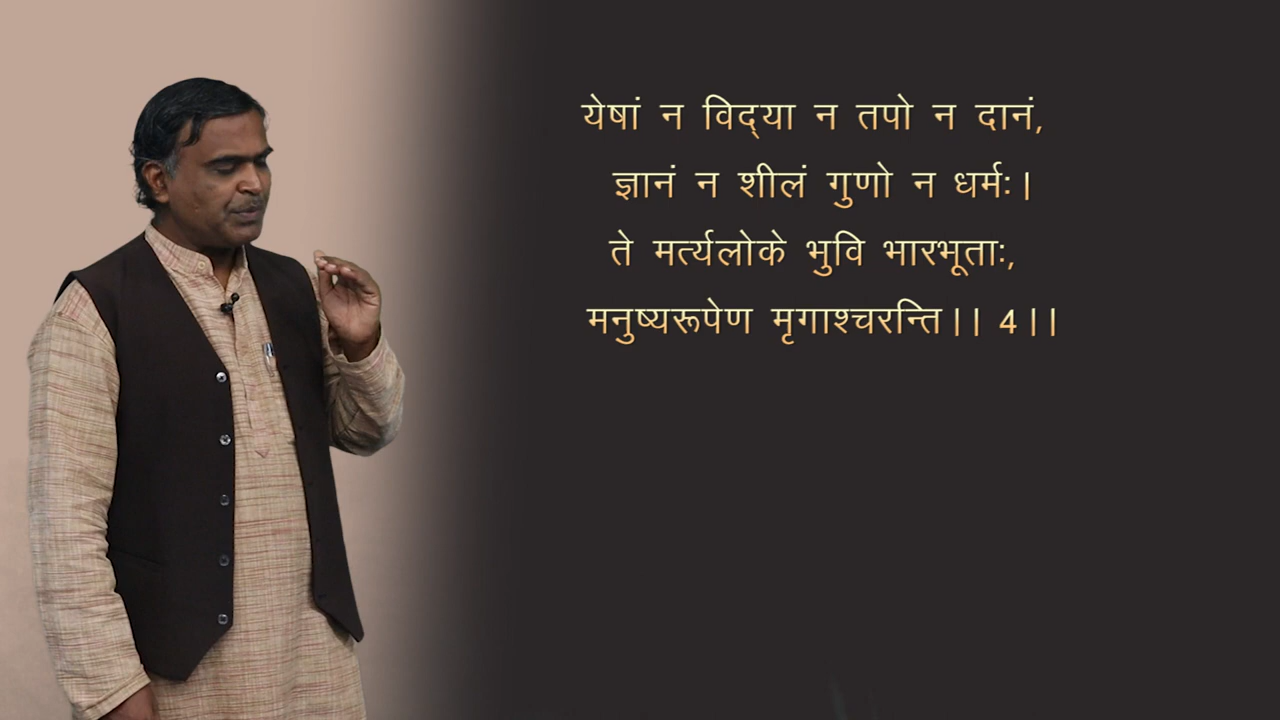 येषां न विद्‌या न तपो न दानं,
ज्ञानं न शीलं गुणो न धर्मः।
ते मर्त्यलोके भुवि भारभूताः,
मनुष्यरूपेण मृगाश्चरन्ति।। 4।।